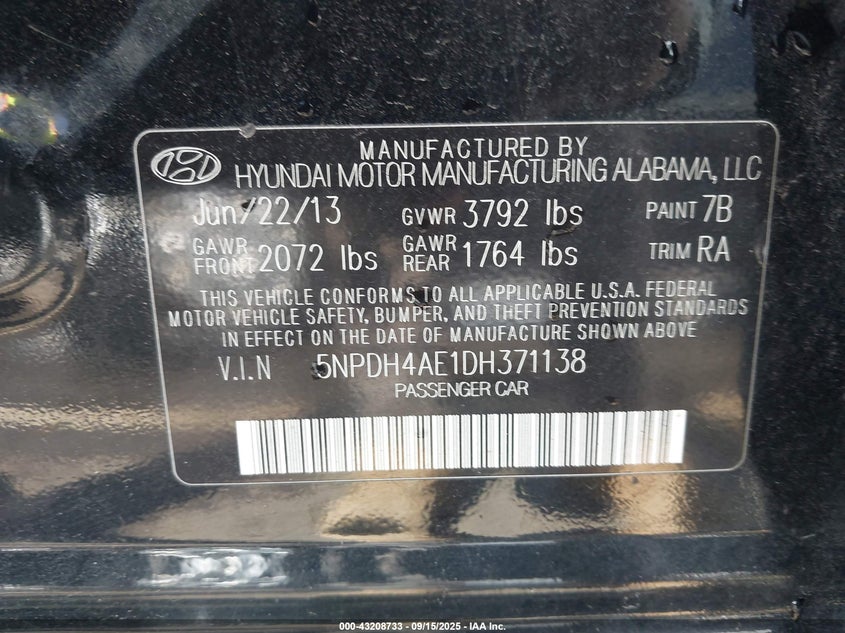 MANUFACTURED BY
HYUNDAI MOTOR MANUFACTURING ALABAMA, LLC
Jun/22/13 GVWR 3792 lbs PAINT 7B
GAWR FRONT 2072 lbs GAWR REAR 1764 lbs TRIM RA
THIS VEHICLE CONFORMS TO ALL APPLICABLE U.S.A. FEDERAL
MOTOR VEHICLE SAFETY, BUMPER, AND THEFT PREVENTION STANDARDS
IN EFFECT ON THE DATE OF MANUFACTURE SHOWN ABOVE
V.I.N 5NPDH4AE1DH371138
PASSENGER CAR
000-43208733 - 09/15/2025 - IAA Inc.